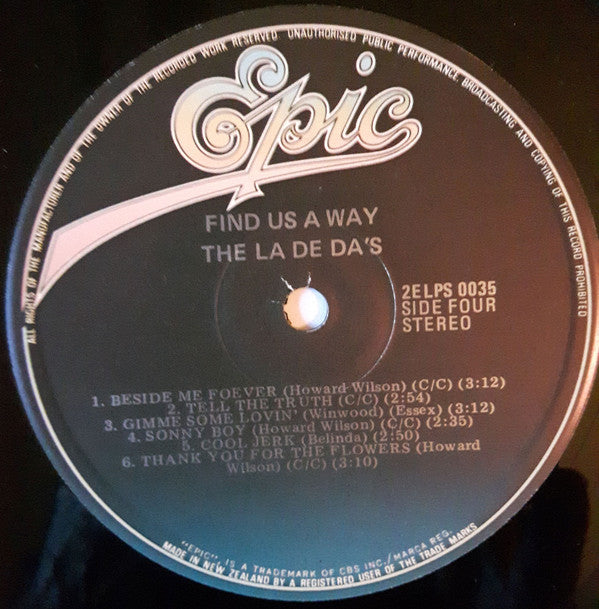 ALL RIGHTS OF THE MANUFACTURER AND OF THE OWNER OF THE RECORDED WORK RESERVED. UNAUTHORISED PUBLIC PERFORMANCE, BROADCASTING AND COPYING OF THIS RECORD PROHIBITED
Epic
FIND US A WAY
THE LA DE DA'S
2ELPS 0035
SIDE FOUR
STEREO
1. BESIDE ME FOEVER (Howard Wilson) (C/C) (3:12)
2. TELL THE TRUTH (C/C) (2:54)
3. GIMME SOME LOVIN' (Winwood) (Essex) (3:12)
4. SONNY BOY (Howard Wilson) (C/C) (2:35)
5. COOL JERK (Belinda) (2:50)
6. THANK YOU FOR THE FLOWERS (Howard
Wilson) (C/C) (3:10)
"EPIC" IS A TRADEMARK OF CBS INC/MARCA REG.
MADE IN NEW ZEALAND BY A REGISTERED USER OF THE TRADE MARKS